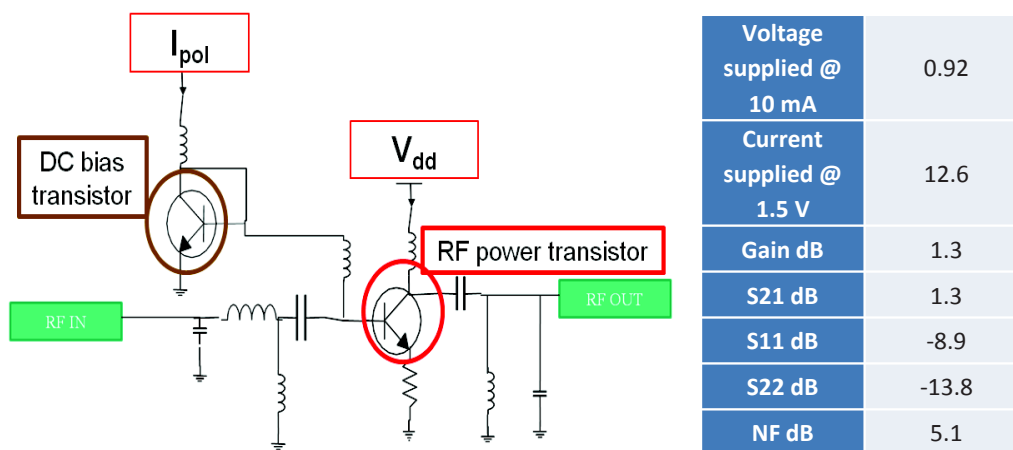 I_pol
DC bias
transistor
V_dd
RF power transistor
RF IN
RF OUT
Voltage
supplied @
10 mA
0.92
Current
supplied @
1.5 V
12.6
Gain dB
1.3
S21 dB
1.3
S11 dB
-8.9
S22 dB
-13.8
NF dB
5.1